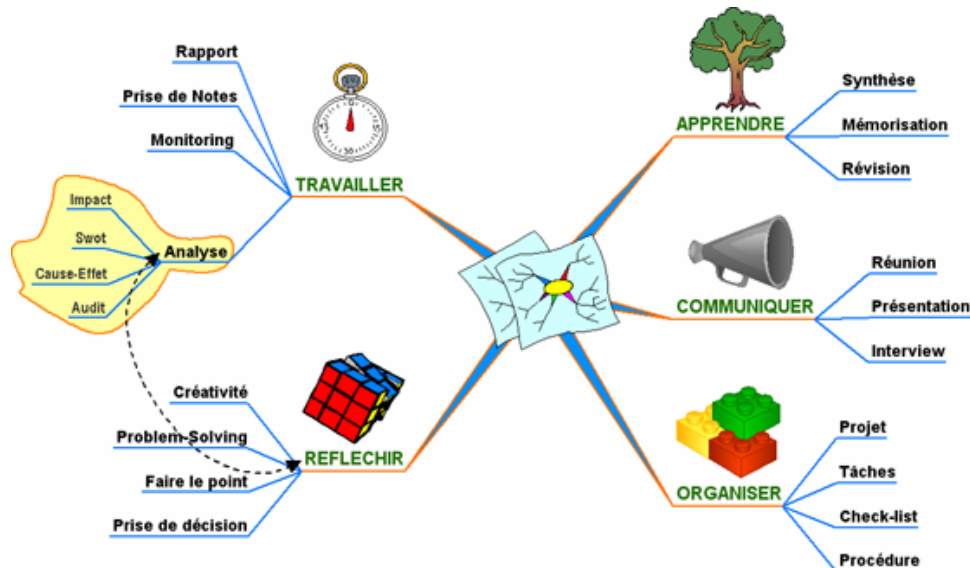 Rapport
Prise de Notes
Monitoring
TRAVAILLER
Impact
Swot
Cause-Effet
Audit
Analyse
Créativité
Problem-Solving
Faire le point
Prise de décision
REFLECHIR
APPRENDRE
Synthèse
Mémorisation
Révision
COMMUNIQUER
Réunion
Présentation
Interview
ORGANISER
Projet
Tâches
Check-list
Procédure